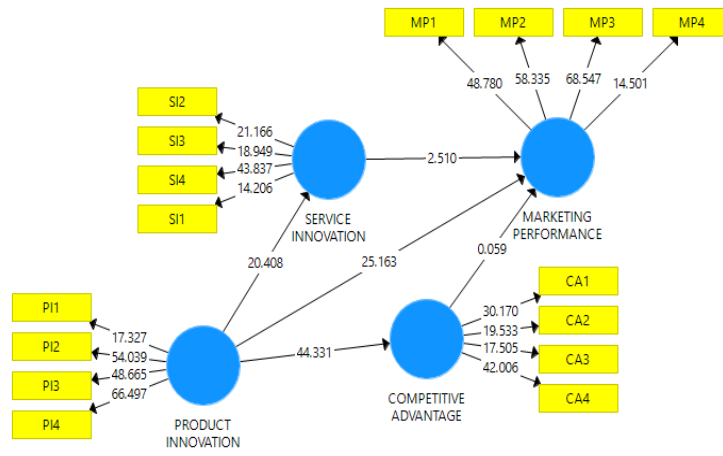 MP1 MP2 MP3 MP4
48.780 58.335 68.547 14.501
SI2
SI3
SI4
SI1
21.166
18.949
43.837
14.206
SERVICE
INNOVATION
2.510
MARKETING
PERFORMANCE
20.408
25.163
0.059
PI1
PI2
PI3
PI4
17.327
54.039
48.665
66.497
PRODUCT
INNOVATION
44.331
COMPETITIVE
ADVANTAGE
30.170
19.533
17.505
42.006
CA1
CA2
CA3
CA4